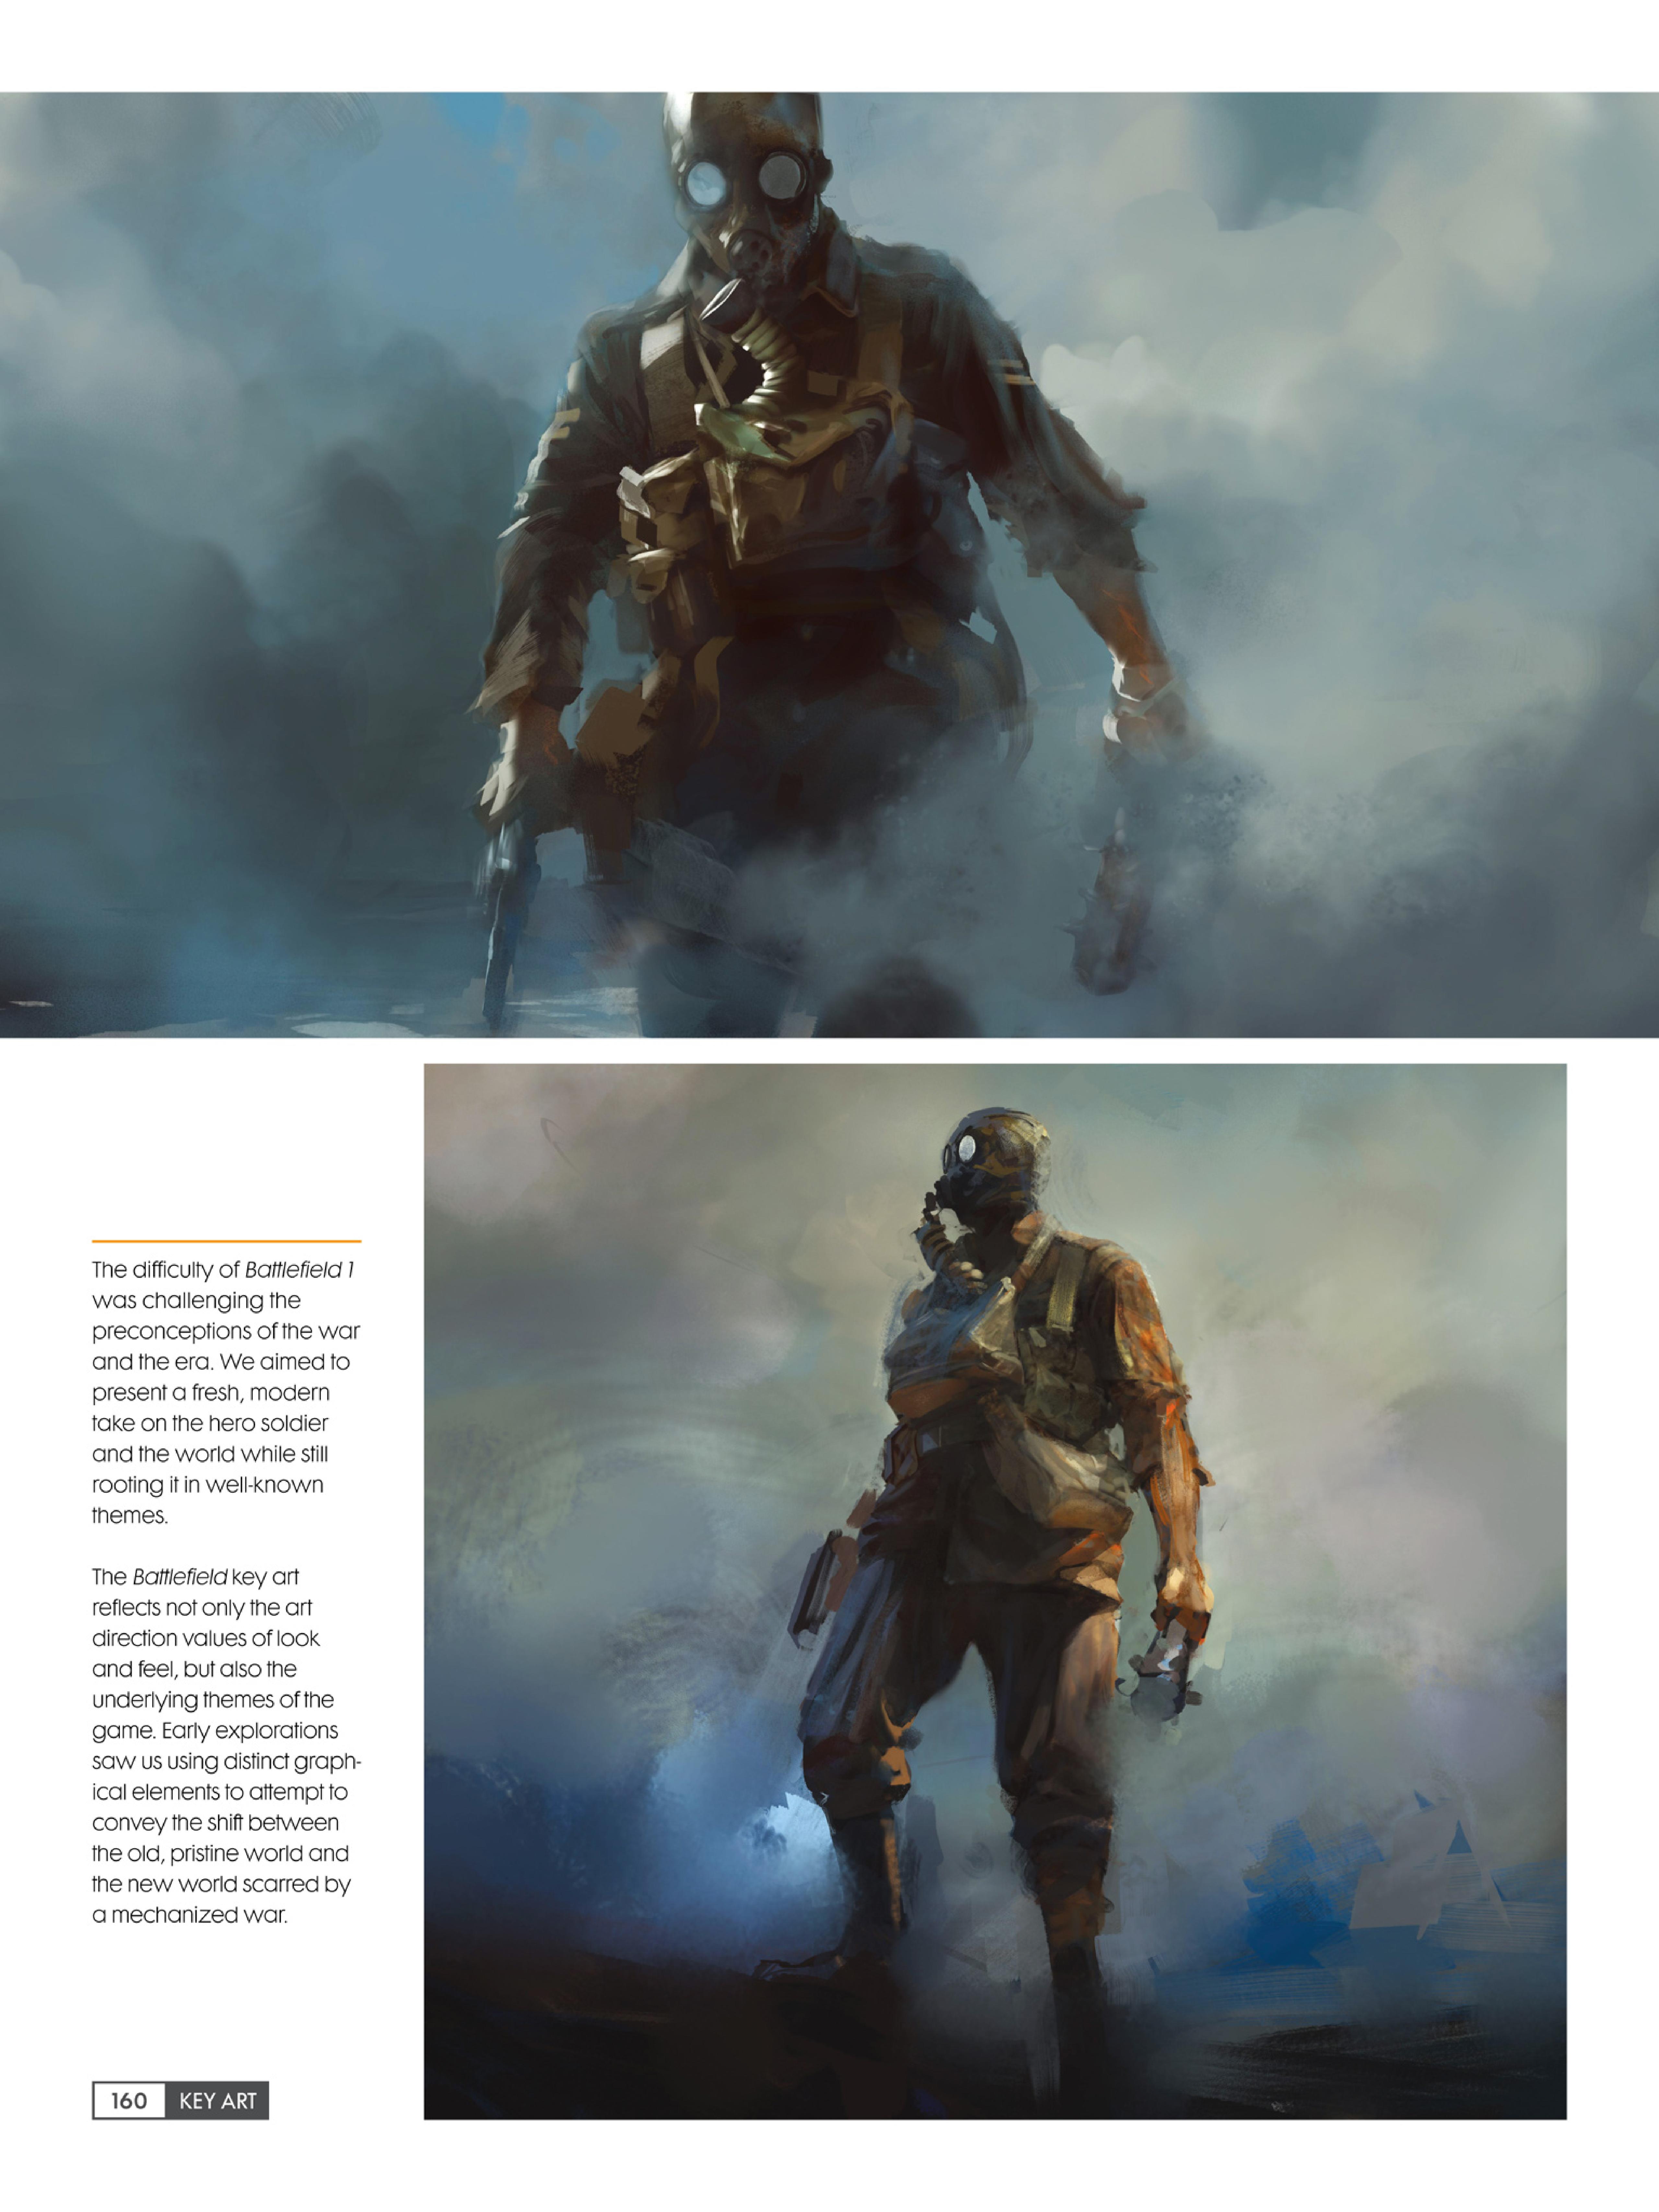 The difficulty of Battlefield 1
was challenging the
preconceptions of the war
and the era. We aimed to
present a fresh, modern
take on the hero soldier
and the world while still
rooting it in well-known
themes.
The Battlefield key art
reflects not only the art
direction values of look
and feel, but also the
underlying themes of the
game. Early explorations
saw us using distinct graph-
ical elements to attempt to
convey the shift between
the old, pristine world and
the new world scarred by
a mechanized war.
160 KEY ART